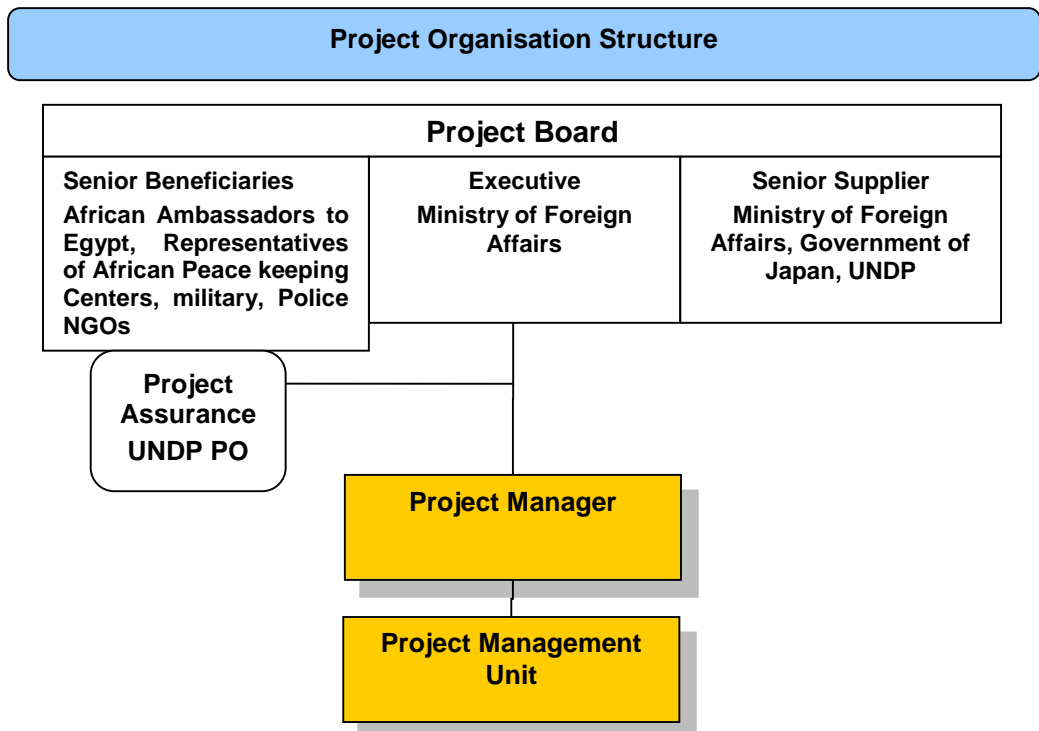 Project Organisation Structure
Project Board
Senior Beneficiaries
African Ambassadors to
Egypt, Representatives
of African Peace keeping
Centers, military, Police
NGOs
Executive
Ministry of Foreign
Affairs
Senior Supplier
Ministry of Foreign
Affairs, Government of
Japan, UNDP
Project
Assurance
UNDP PO
Project Manager
Project Management
Unit